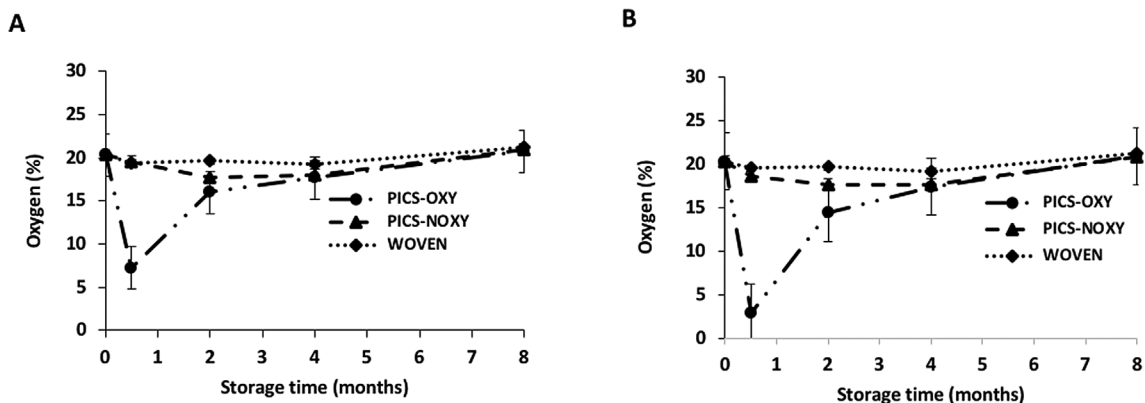 A
Oxygen (%)
30
25
20
15
10
5
0
0 1 2 3 4 5 6 7 8
Storage time (months)
PICS-OXY
PICS-NOXY
WOVEN
B
Oxygen (%)
30
25
20
15
10
5
0
0 1 2 3 4 5 6 7 8
Storage time (months)
PICS-OXY
PICS-NOXY
WOVEN